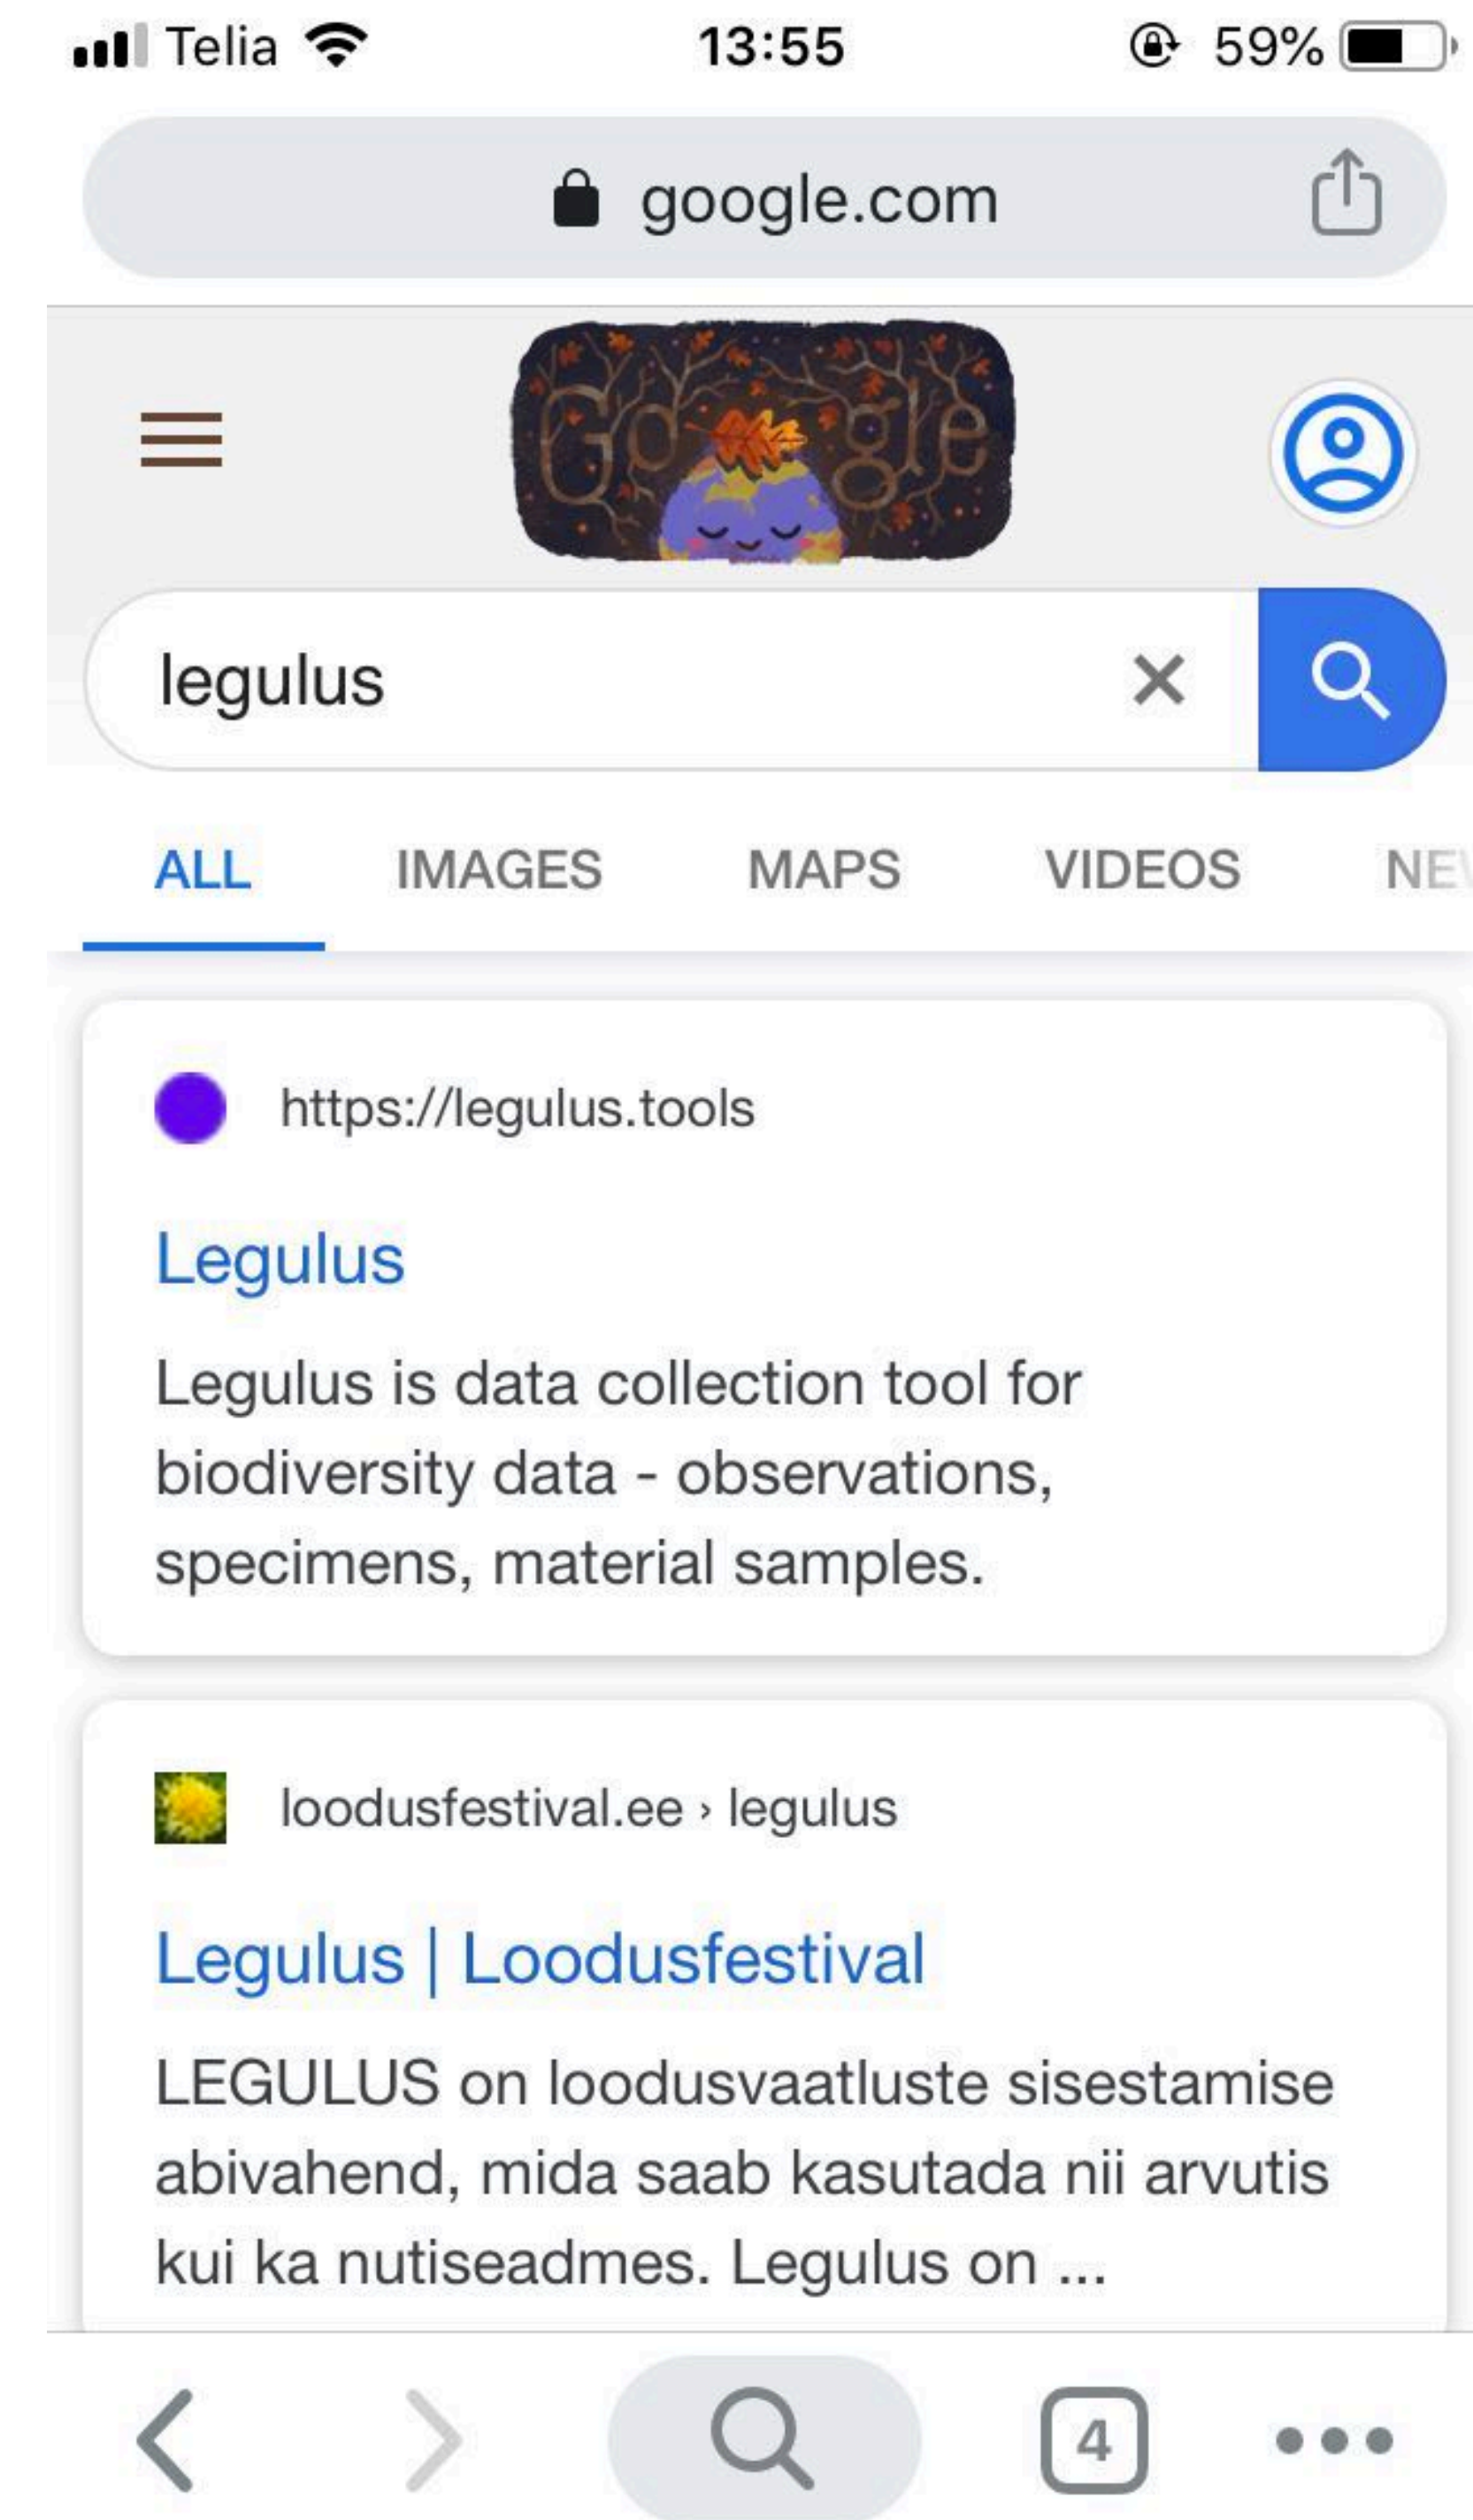 Telia 13:55 59%
google.com
Google
legulus
ALL IMAGES MAPS VIDEOS
https://legulus.tools
Legulus
Legulus is data collection tool for
biodiversity data - observations,
specimens, material samples.
loodusfestival.ee › legulus
Legulus | Loodusfestival
LEGULUS on loodusvaatluste sisestamise
abivahend, mida saab kasutada nii arvutis
kui ka nutiseadmes. Legulus on ...
4